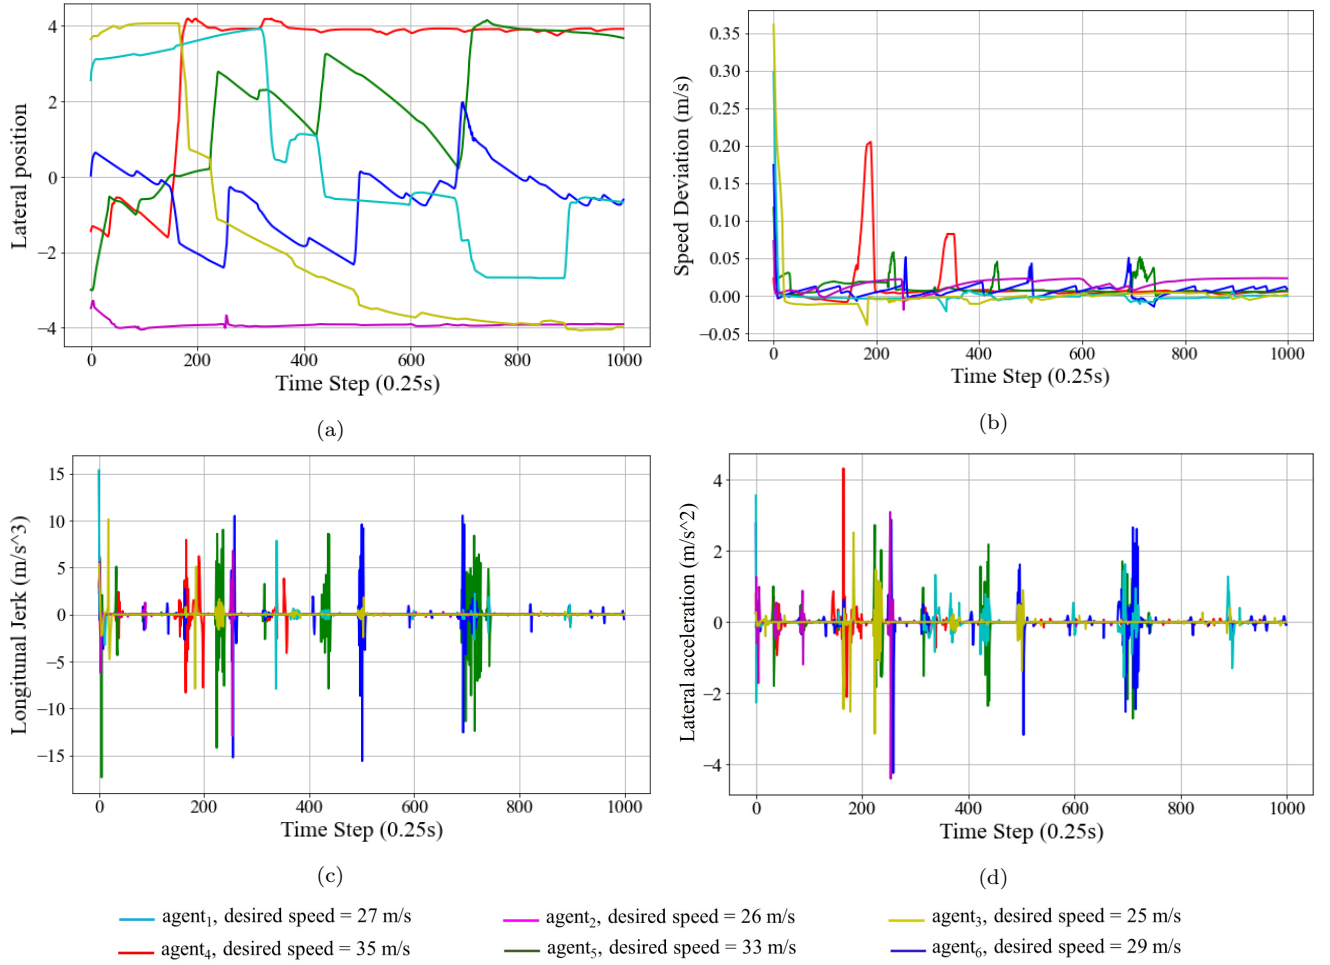 4
2
0
−2
−4
0 200 400 600 800 1000
Lateral position
Time Step (0.25s)
(a)
0.35
0.30
0.25
0.20
0.15
0.10
0.05
0.00
−0.05
0 200 400 600 800 1000
Speed Deviation (m/s)
Time Step (0.25s)
(b)
15
10
5
0
−5
−10
−15
0 200 400 600 800 1000
Longitunal Jerk (m/s^3)
Time Step (0.25s)
(c)
4
2
0
−2
−4
0 200 400 600 800 1000
Lateral acceleration (m/s^2)
Time Step (0.25s)
(d)
agent₁, desired speed = 27 m/s agent₂, desired speed = 26 m/s agent₃, desired speed = 25 m/s
agent₄, desired speed = 35 m/s agent₅, desired speed = 33 m/s agent₆, desired speed = 29 m/s